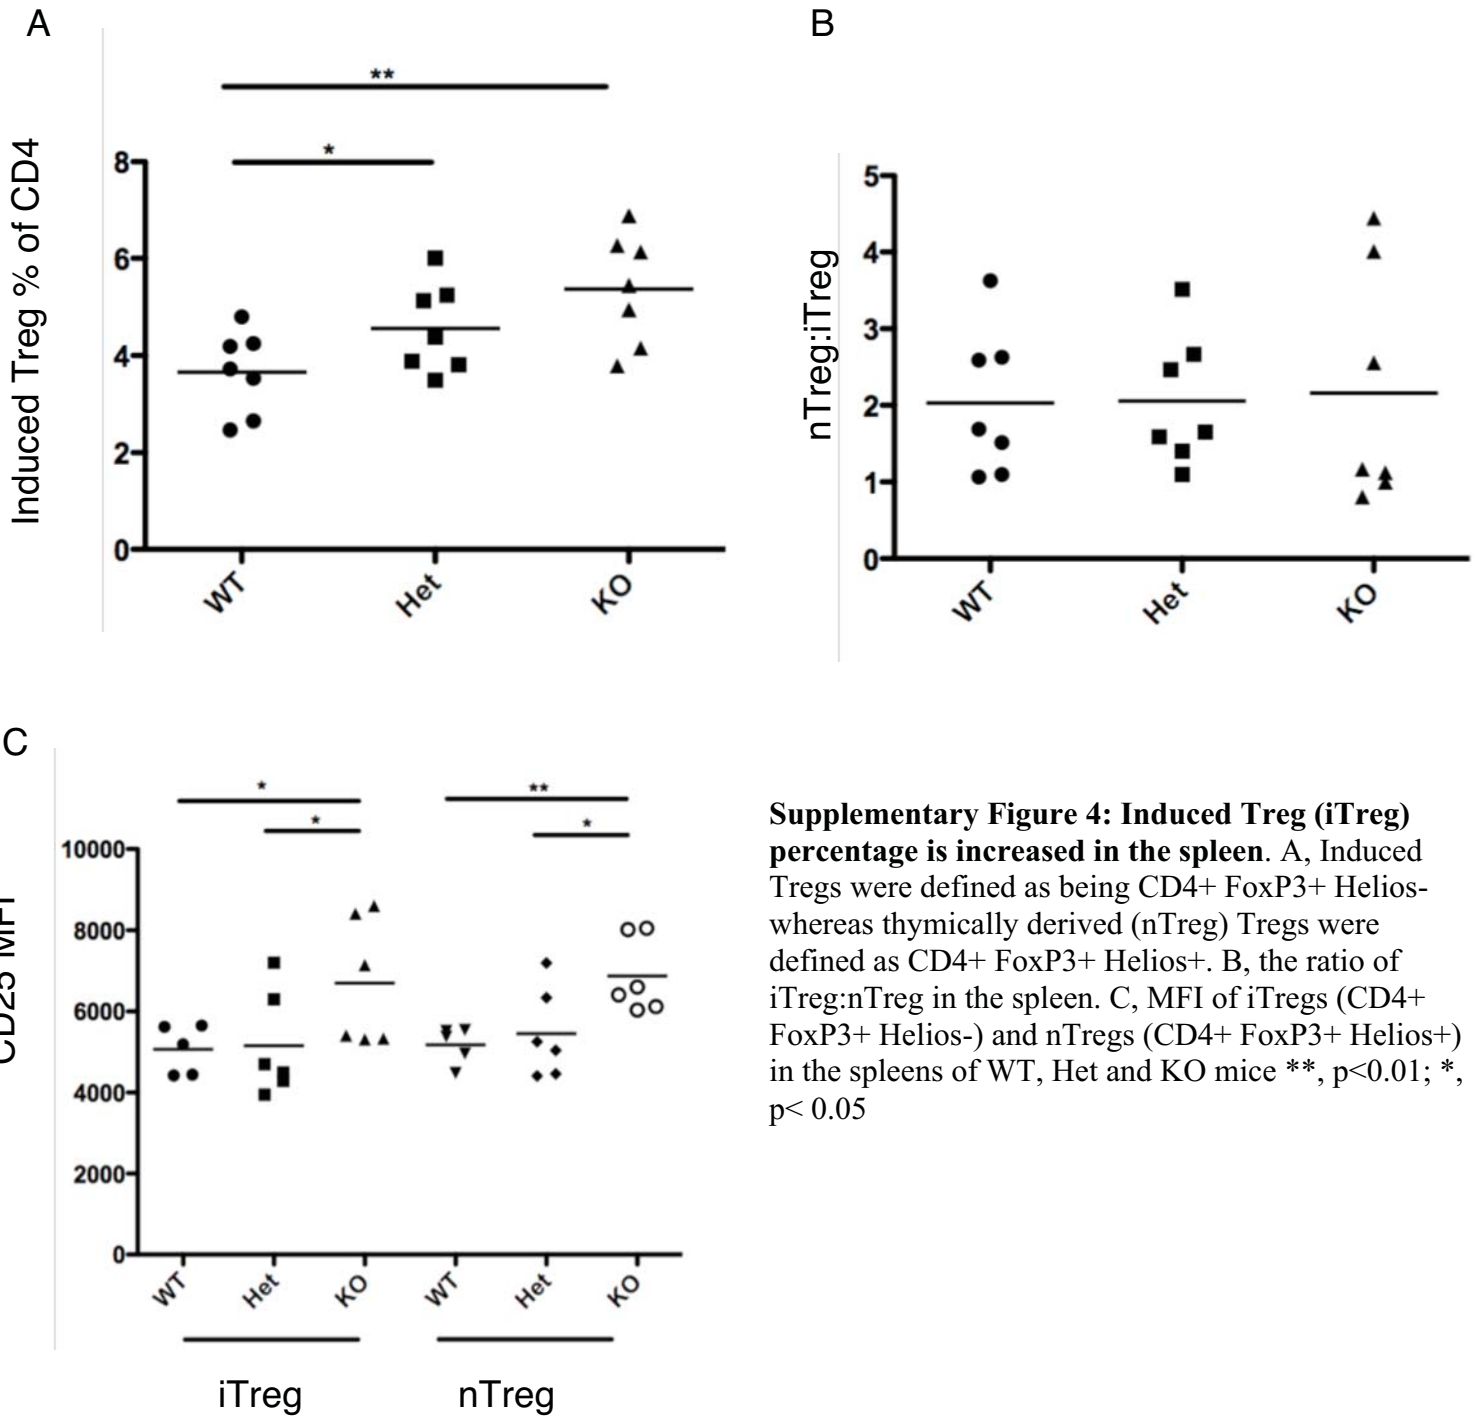 A
**
*
Induced Treg % of CD4
8
6
4
2
0
WT
Het
KO
B
nTreg:iTreg
5
4
3
2
1
0
WT
Het
KO
C
*
*
**
*
CD25 MFI
10000
8000
6000
4000
2000
0
WT
Het
KO
WT
Het
KO
iTreg
nTreg
Supplementary Figure 4: Induced Treg (iTreg)
percentage is increased in the spleen. A, Induced
Tregs were defined as being CD4+ FoxP3+ Helios-
whereas thymically derived (nTreg) Tregs were
defined as CD4+ FoxP3+ Helios+. B, the ratio of
iTreg:nTreg in the spleen. C, MFI of iTregs (CD4+
FoxP3+ Helios-) and nTregs (CD4+ FoxP3+ Helios+)
in the spleens of WT, Het and KO mice **, p<0.01; *,
p< 0.05